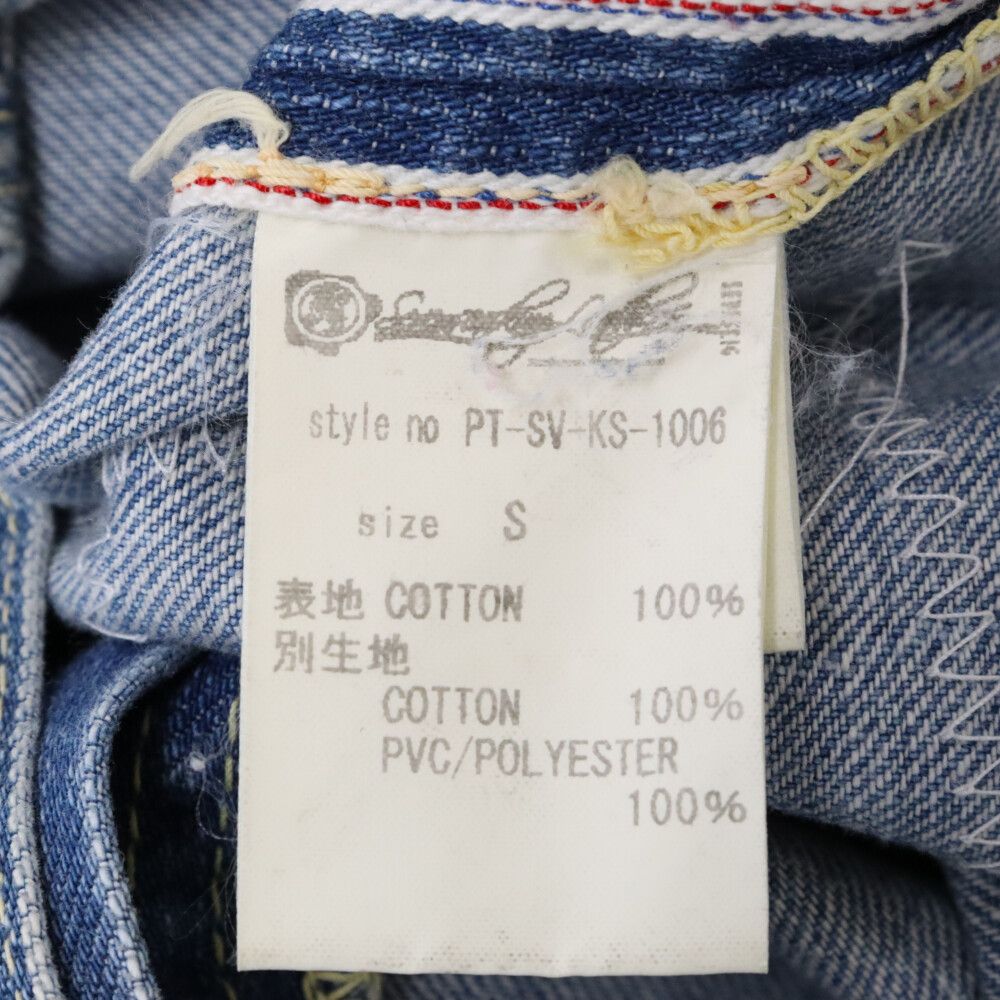 style no PT-SV-KS-1006
size S
表地 COTTON 100%
別生地
COTTON 100%
PVC/POLYESTER
100%